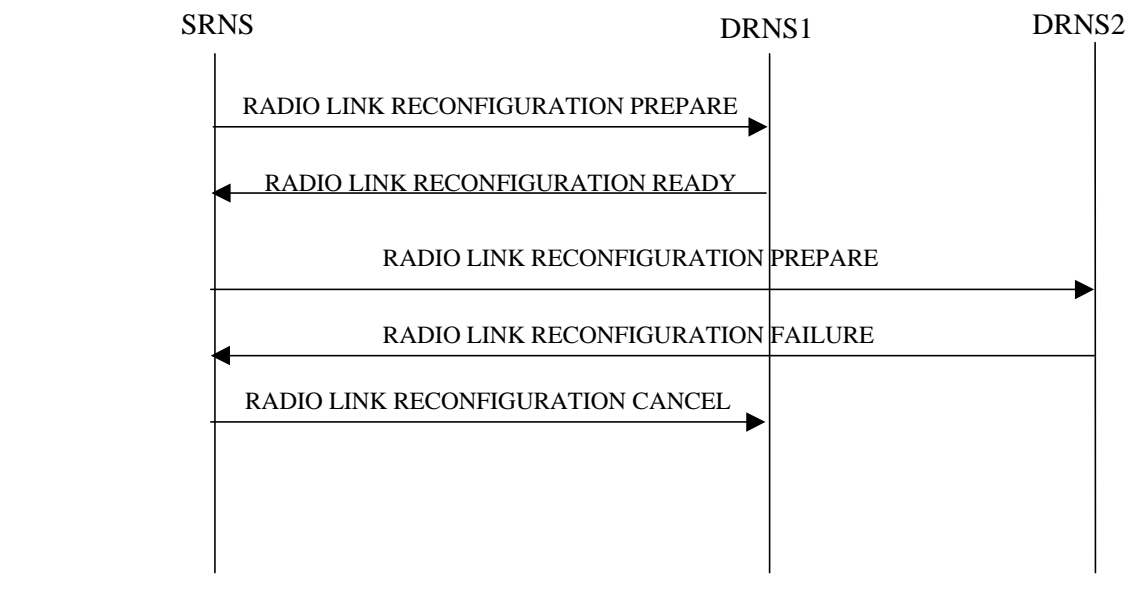 SRNS
DRNS1
DRNS2
RADIO LINK RECONFIGURATION PREPARE
RADIO LINK RECONFIGURATION READY
RADIO LINK RECONFIGURATION PREPARE
RADIO LINK RECONFIGURATION FAILURE
RADIO LINK RECONFIGURATION CANCEL